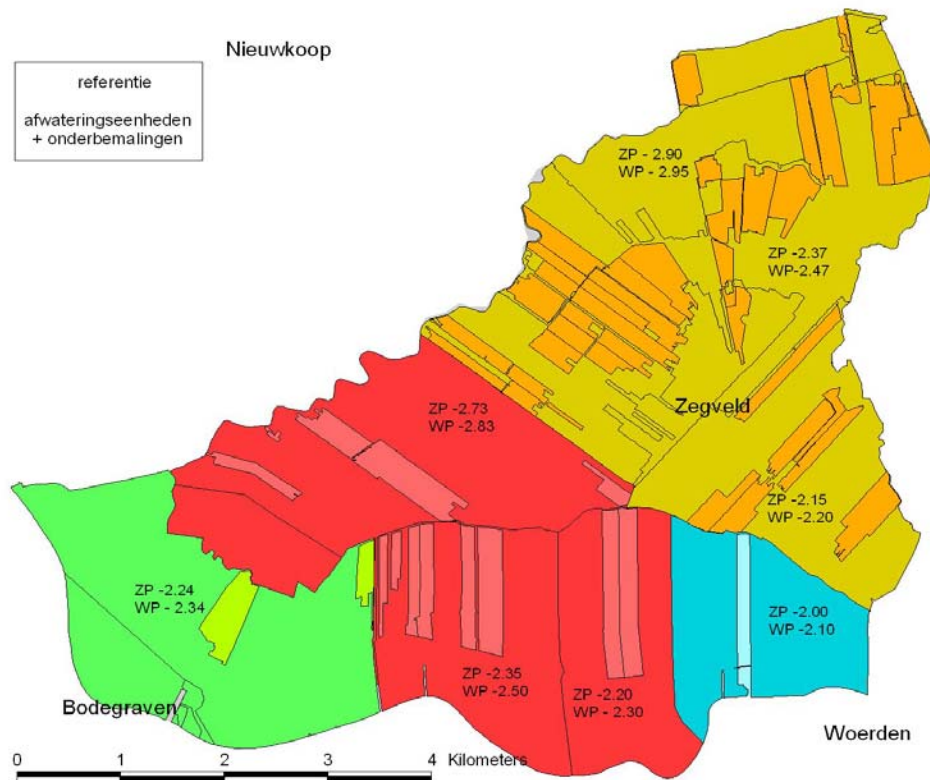 Nieuwkoop
referentie
afwateringseenheden
+ onderbemalingen
ZP - 2.90
WP - 2.95
ZP -2.37
WP-2.47
Zegveld
ZP -2.73
WP -2.83
ZP -2.15
WP -2.20
ZP -2.24
WP - 2.34
ZP -2.00
WP -2.10
ZP -2.35
WP -2.50
ZP -2.20
WP - 2.30
Bodegraven
Woerden
0 1 2 3 4 Kilometers